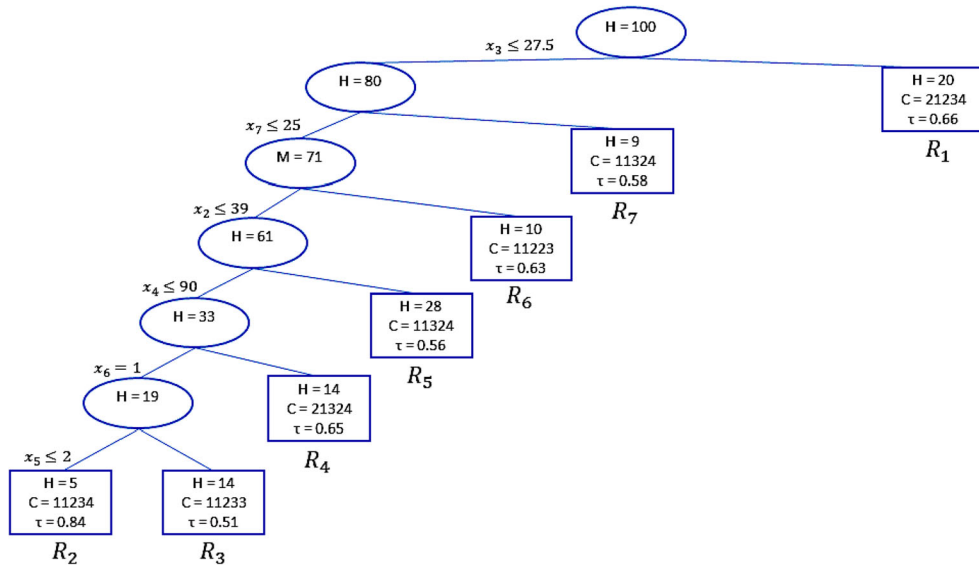 H = 100
x₃ ≤ 27.5
H = 80
H = 20
C = 21234
τ = 0.66
R₁
x₇ ≤ 25
M = 71
H = 9
C = 11324
τ = 0.58
R₇
x₂ ≤ 39
H = 61
H = 10
C = 11223
τ = 0.63
R₆
x₄ ≤ 90
H = 33
H = 28
C = 11324
τ = 0.56
R₅
x₆ = 1
H = 19
H = 14
C = 21324
τ = 0.65
R₄
x₅ ≤ 2
H = 5
C = 11234
τ = 0.84
R₂
H = 14
C = 11233
τ = 0.51
R₃